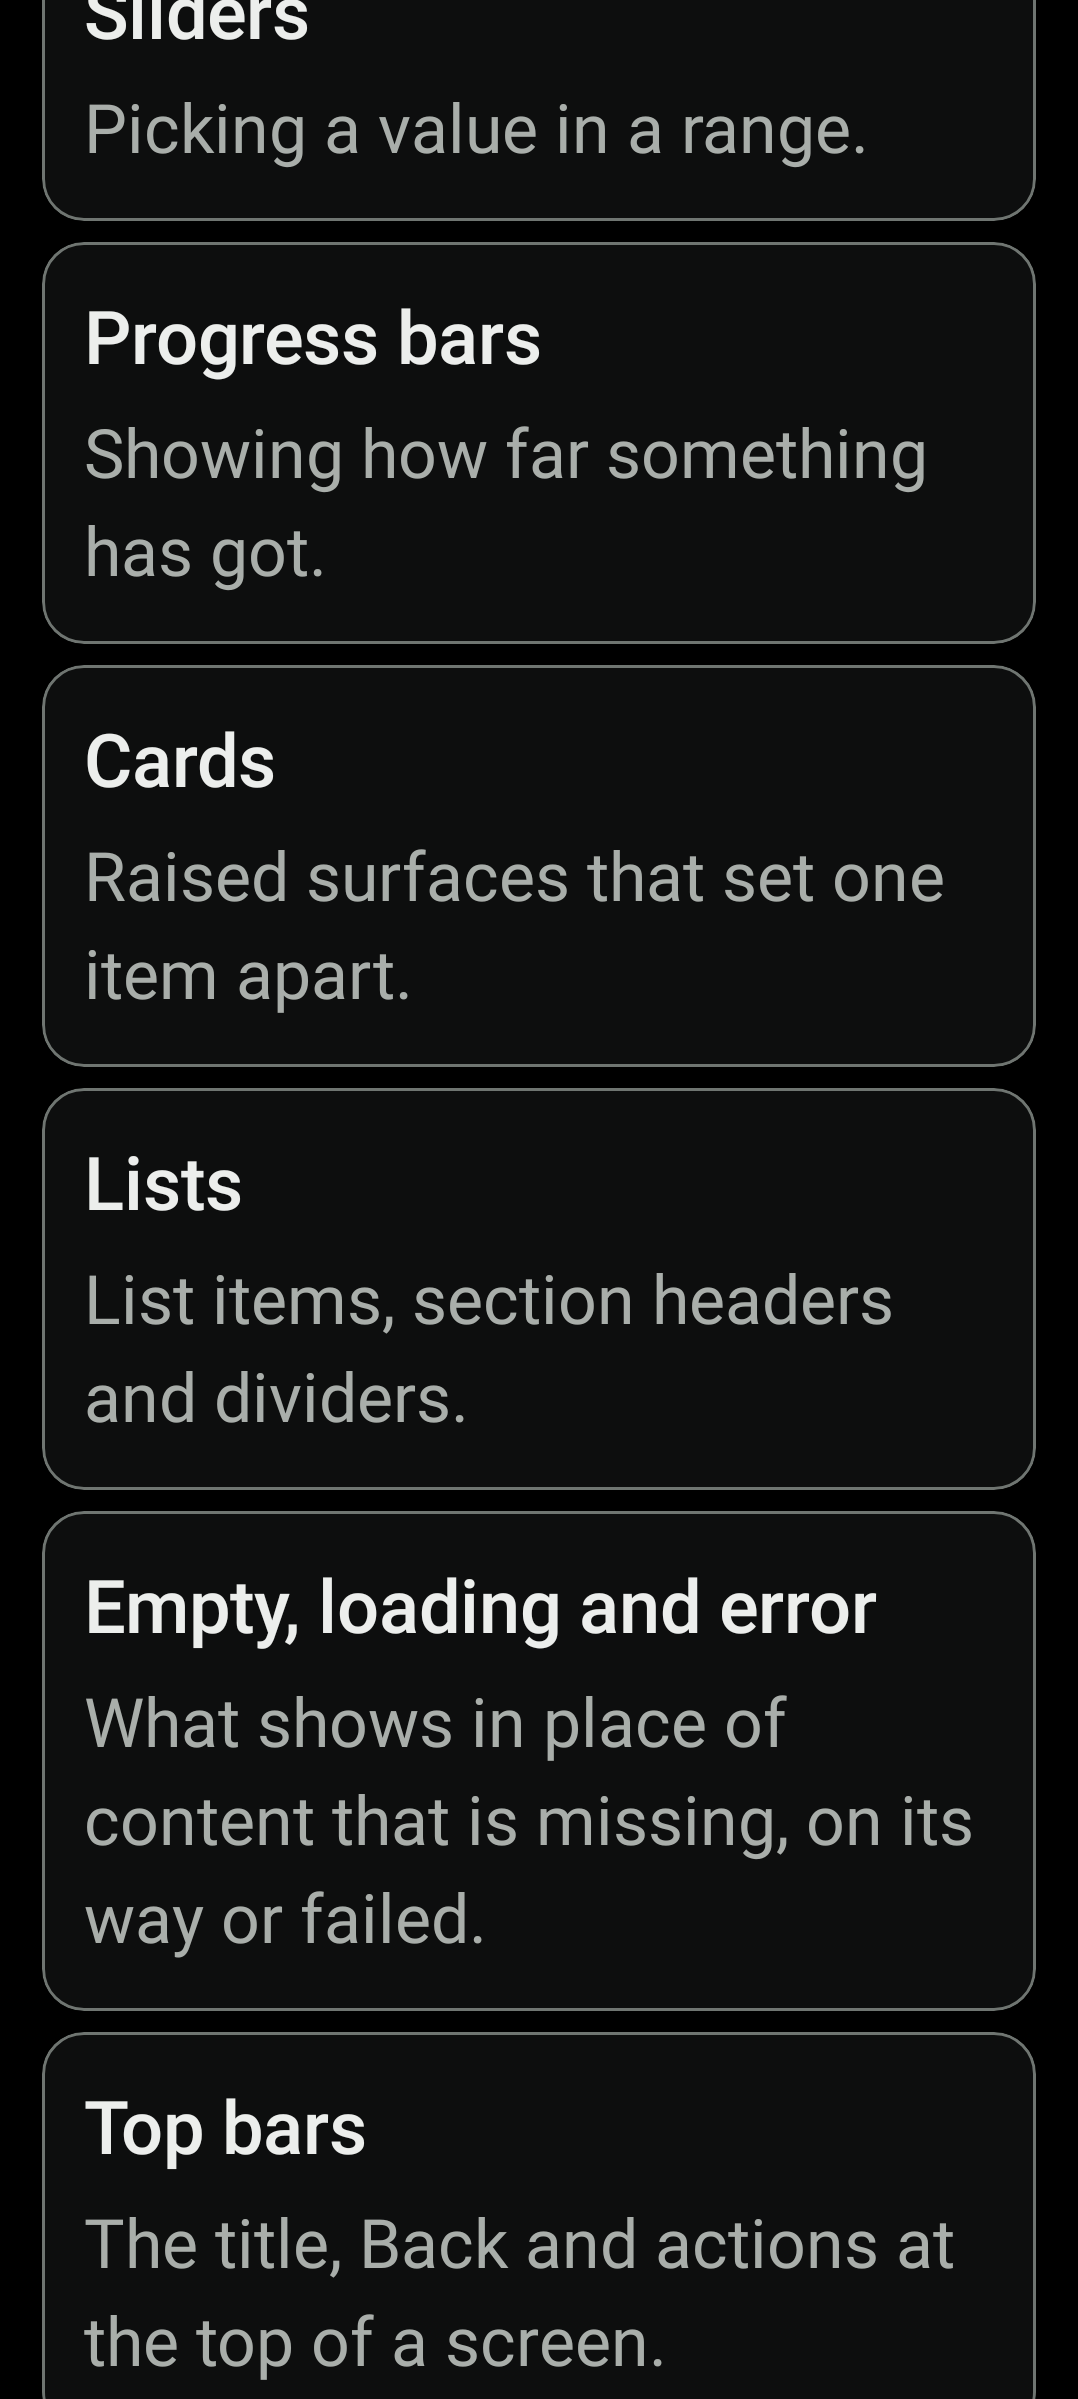 Sliders
Picking a value in a range.
Progress bars
Showing how far something
has got.
Cards
Raised surfaces that set one
item apart.
Lists
List items, section headers
and dividers.
Empty, loading and error
What shows in place of
content that is missing, on its
way or failed.
Top bars
The title, Back and actions at
the top of a screen.